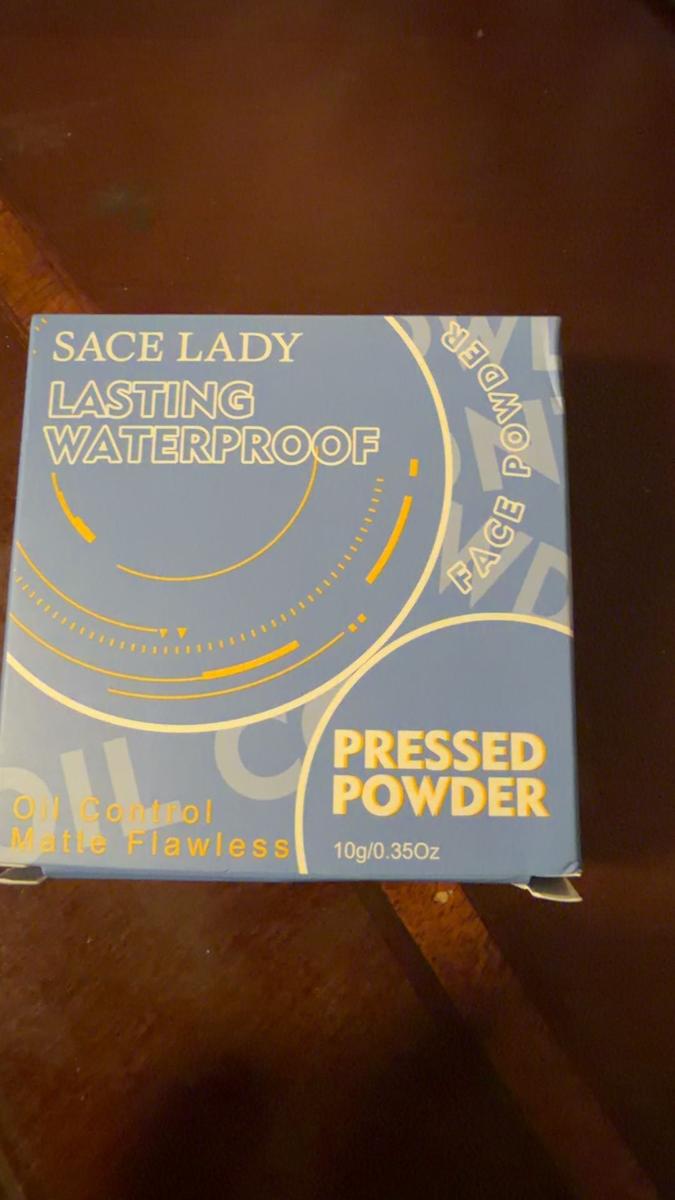 SACE LADY
LASTING
WATERPROOF
FACE POWDER
PRESSED
POWDER
10g/0.35Oz
Oil Control
Matte Flawless